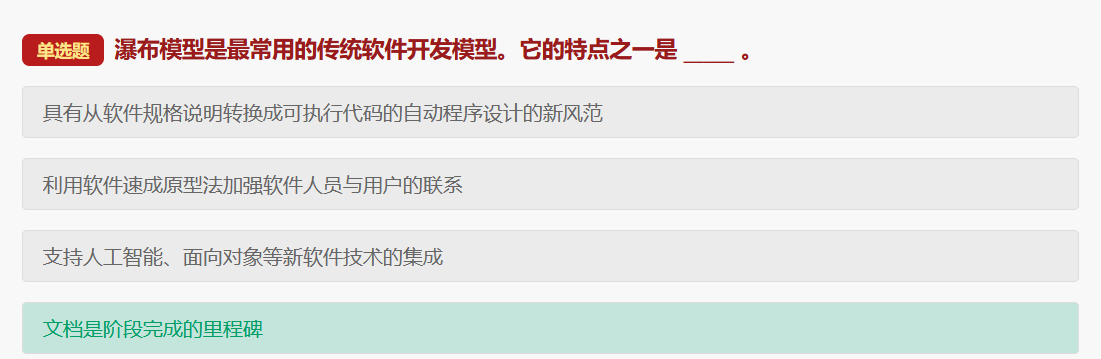 单选题 瀑布模型是最常用的传统软件开发模型。它的特点之一是 _____ 。
具有从软件规格说明转换成可执行代码的自动程序设计的新风范
利用软件速成原型法加强软件人员与用户的联系
支持人工智能、面向对象等新软件技术的集成
文档是阶段完成的里程碑